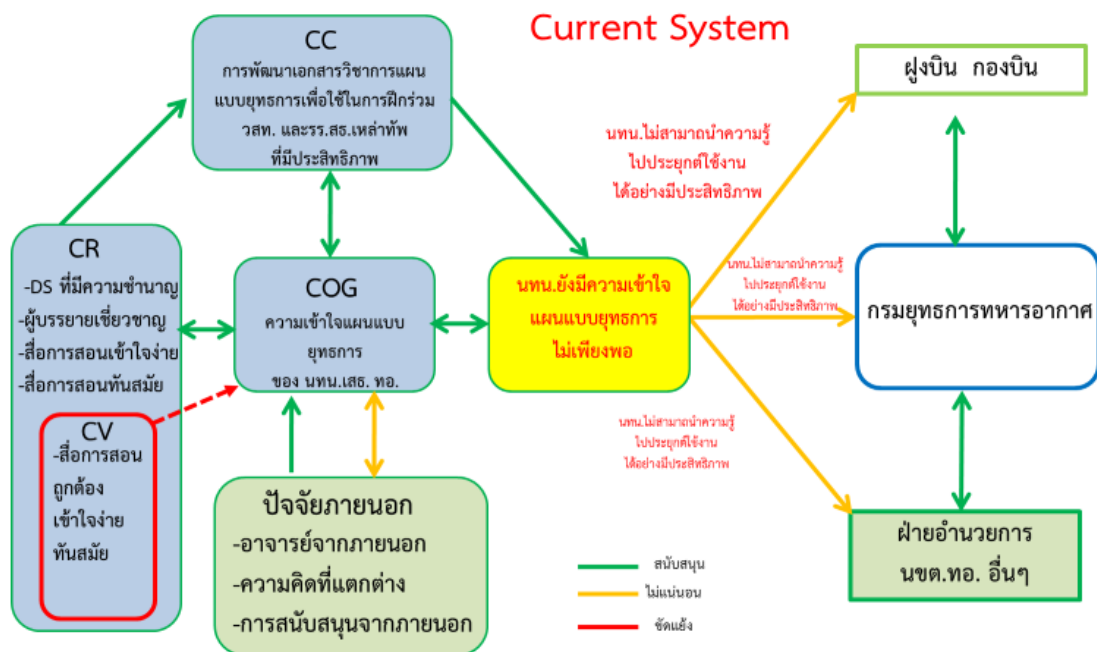 Current System
CC
การพัฒนาเอกสารวิชาการแผน
แบบยุทธการเพื่อใช้ในการฝึกร่วม
วสท. และรร.สธ.เหล่าทัพ
ที่มีประสิทธิภาพ
CR
-DS ที่มีความชำนาญ
-ผู้บรรยายเชี่ยวชาญ
-สื่อการสอนเข้าใจง่าย
-สื่อการสอนทันสมัย
CV
-สื่อการสอน
ถูกต้อง
เข้าใจง่าย
ทันสมัย
COG
ความเข้าใจแผนแบบ
ยุทธการ
ของ นทน.เสธ. ทอ.
ปัจจัยภายนอก
-อาจารย์จากภายนอก
-ความคิดที่แตกต่าง
-การสนับสนุนจากภายนอก
นทน.ยังมีความเข้าใจ
แผนแบบยุทธการ
ไม่เพียงพอ
นทน.ไม่สามาถนำความรู้
ไปประยุกต์ใช้งาน
ได้อย่างมีประสิทธิภาพ
นทน.ไม่สามาถนำความรู้
ไปประยุกต์ใช้งาน
ได้อย่างมีประสิทธิภาพ
นทน.ไม่สามาถนำความรู้
ไปประยุกต์ใช้งาน
ได้อย่างมีประสิทธิภาพ
ฝูงบิน กองบิน
กรมยุทธการทหารอากาศ
ฝ่ายอำนวยการ
นขต.ทอ. อื่นๆ
สนับสนุน
ไม่แน่นอน
ขัดแย้ง